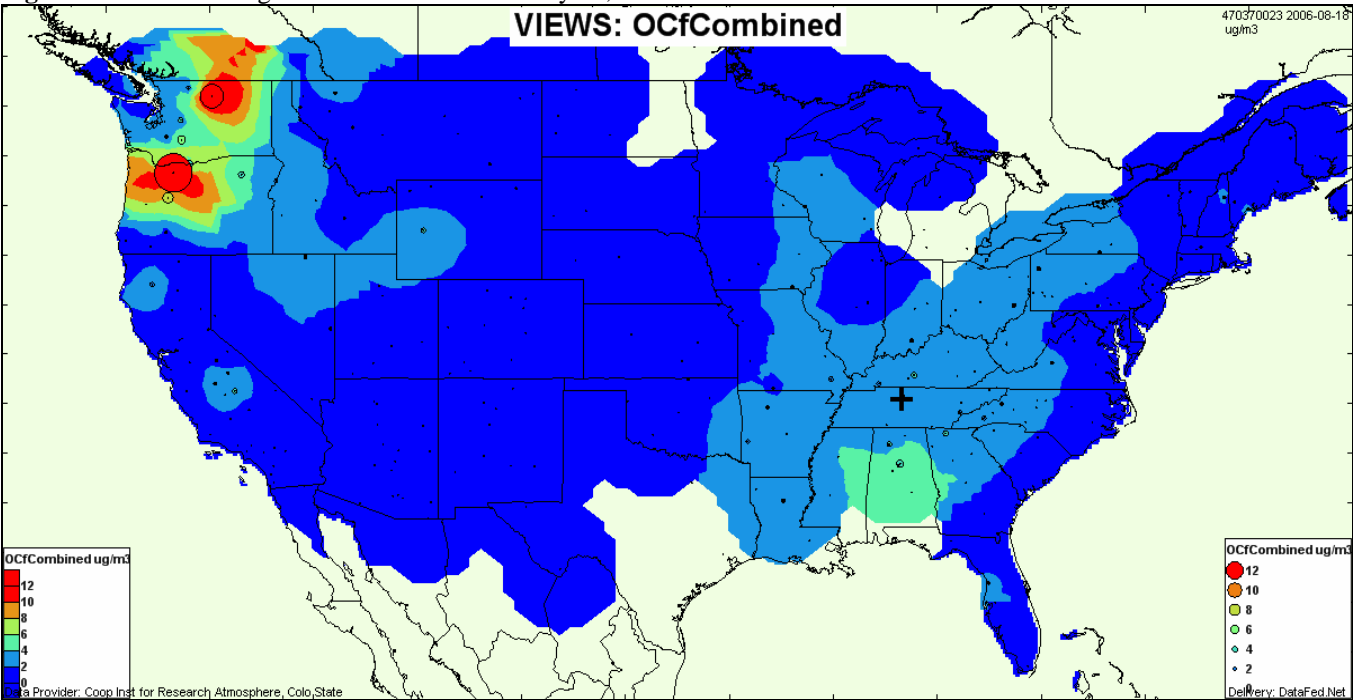 VIEWS: OCfCombined
470370023 2006-08-18
ug/m3
OCfCombined ug/m3
12
10
8
6
4
2
0
Data Provider: Coop Inst for Research Atmosphere, Colo State
OCfCombined ug/m3
12
10
8
6
4
2
Delivery: DataFed.Net